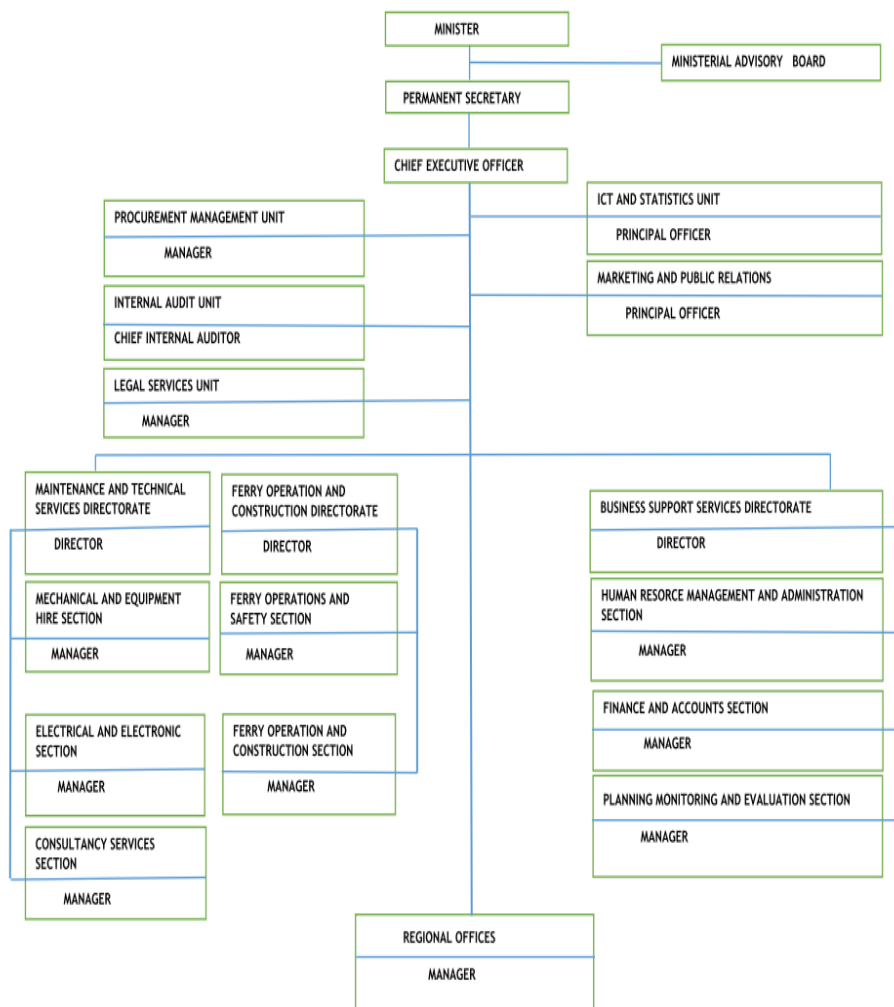 MINISTER
MINISTERIAL ADVISORY BOARD
PERMANENT SECRETARY
CHIEF EXECUTIVE OFFICER
PROCUREMENT MANAGEMENT UNIT
MANAGER
ICT AND STATISTICS UNIT
PRINCIPAL OFFICER
INTERNAL AUDIT UNIT
CHIEF INTERNAL AUDITOR
MARKETING AND PUBLIC RELATIONS
PRINCIPAL OFFICER
LEGAL SERVICES UNIT
MANAGER
MAINTENANCE AND TECHNICAL
SERVICES DIRECTORATE
DIRECTOR
MECHANICAL AND EQUIPMENT
HIRE SECTION
MANAGER
ELECTRICAL AND ELECTRONIC
SECTION
MANAGER
CONSULTANCY SERVICES
SECTION
MANAGER
FERRY OPERATION AND
CONSTRUCTION DIRECTORATE
DIRECTOR
FERRY OPERATIONS AND
SAFETY SECTION
MANAGER
FERRY OPERATION AND
CONSTRUCTION SECTION
MANAGER
BUSINESS SUPPORT SERVICES DIRECTORATE
DIRECTOR
HUMAN RESORCE MANAGEMENT AND ADMINISTRATION
SECTION
MANAGER
FINANCE AND ACCOUNTS SECTION
MANAGER
PLANNING MONITORING AND EVALUATION SECTION
MANAGER
REGIONAL OFFICES
MANAGER